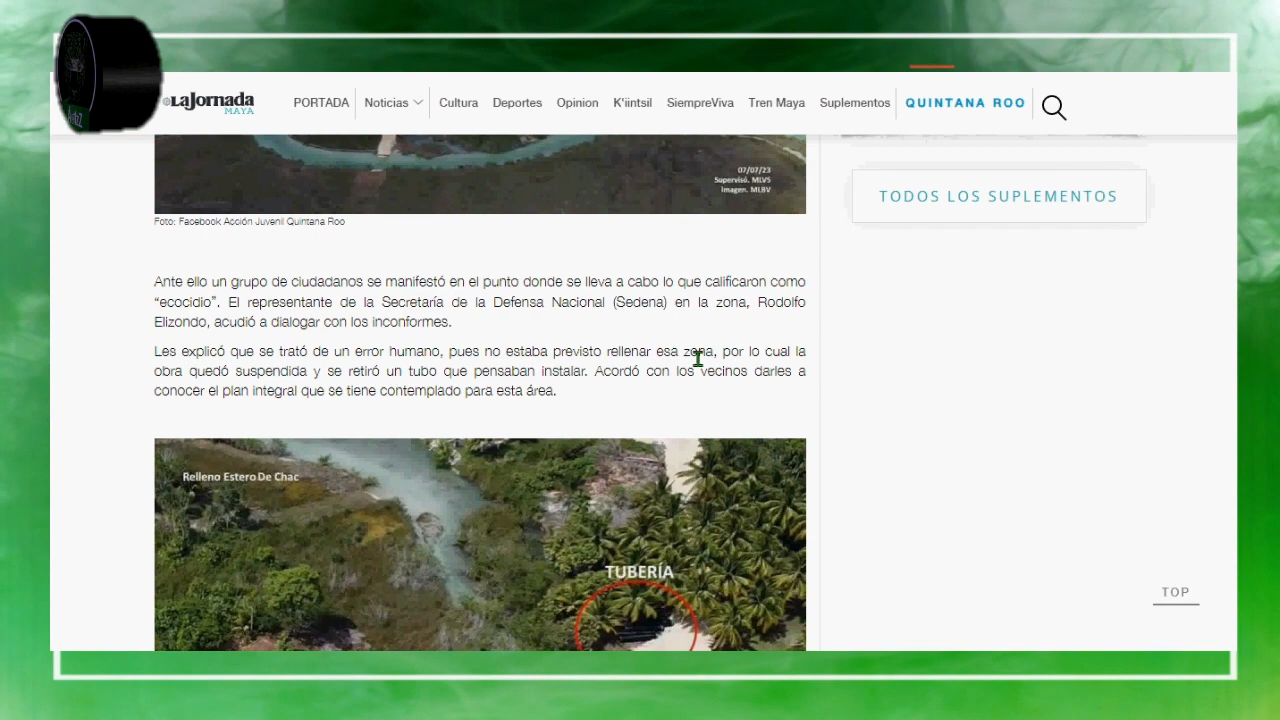 LaJornada
MAYA
PORTADA
Noticias
Cultura
Deportes
Opinion
K'iintsil
SiempreViva
Tren Maya
Suplementos
QUINTANA ROO
07/07/23
Supervisó. MLVS
Imagen. MLBV
Foto: Facebook Acción Juvenil Quintana Roo
TODOS LOS SUPLEMENTOS
Ante ello un grupo de ciudadanos se manifestó en el punto donde se lleva a cabo lo que calificaron como
“ecocidio”. El representante de la Secretaría de la Defensa Nacional (Sedena) en la zona, Rodolfo
Elizondo, acudió a dialogar con los inconformes.
Les explicó que se trató de un error humano, pues no estaba previsto rellenar esa zona, por lo cual la
obra quedó suspendida y se retiró un tubo que pensaban instalar. Acordó con los vecinos darles a
conocer el plan integral que se tiene contemplado para esta área.
Relleno Estero De Chac
TUBERÍA
TOP